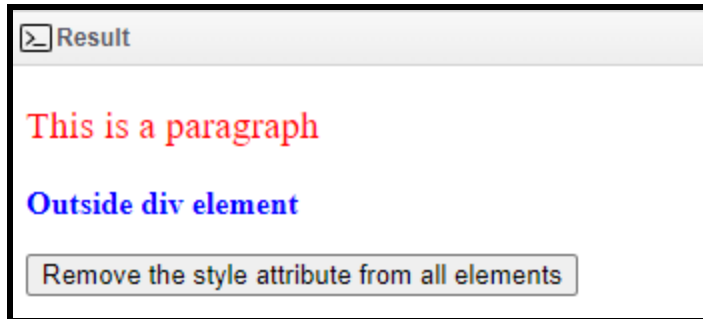 Result
This is a paragraph
Outside div element
Remove the style attribute from all elements